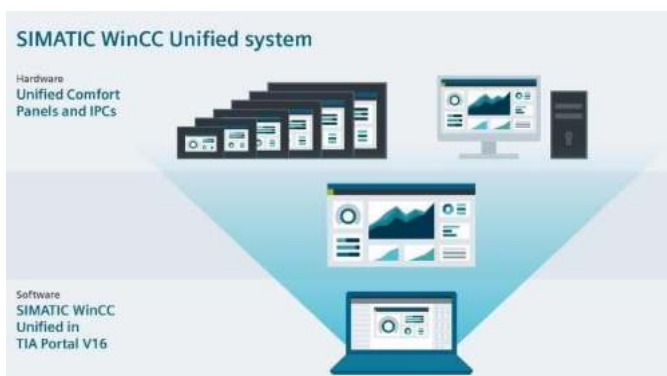 SIMATIC WinCC Unified system
Hardware
Unified Comfort
Panels and IPCs
Software
SIMATIC WinCC
Unified in
TIA Portal V16